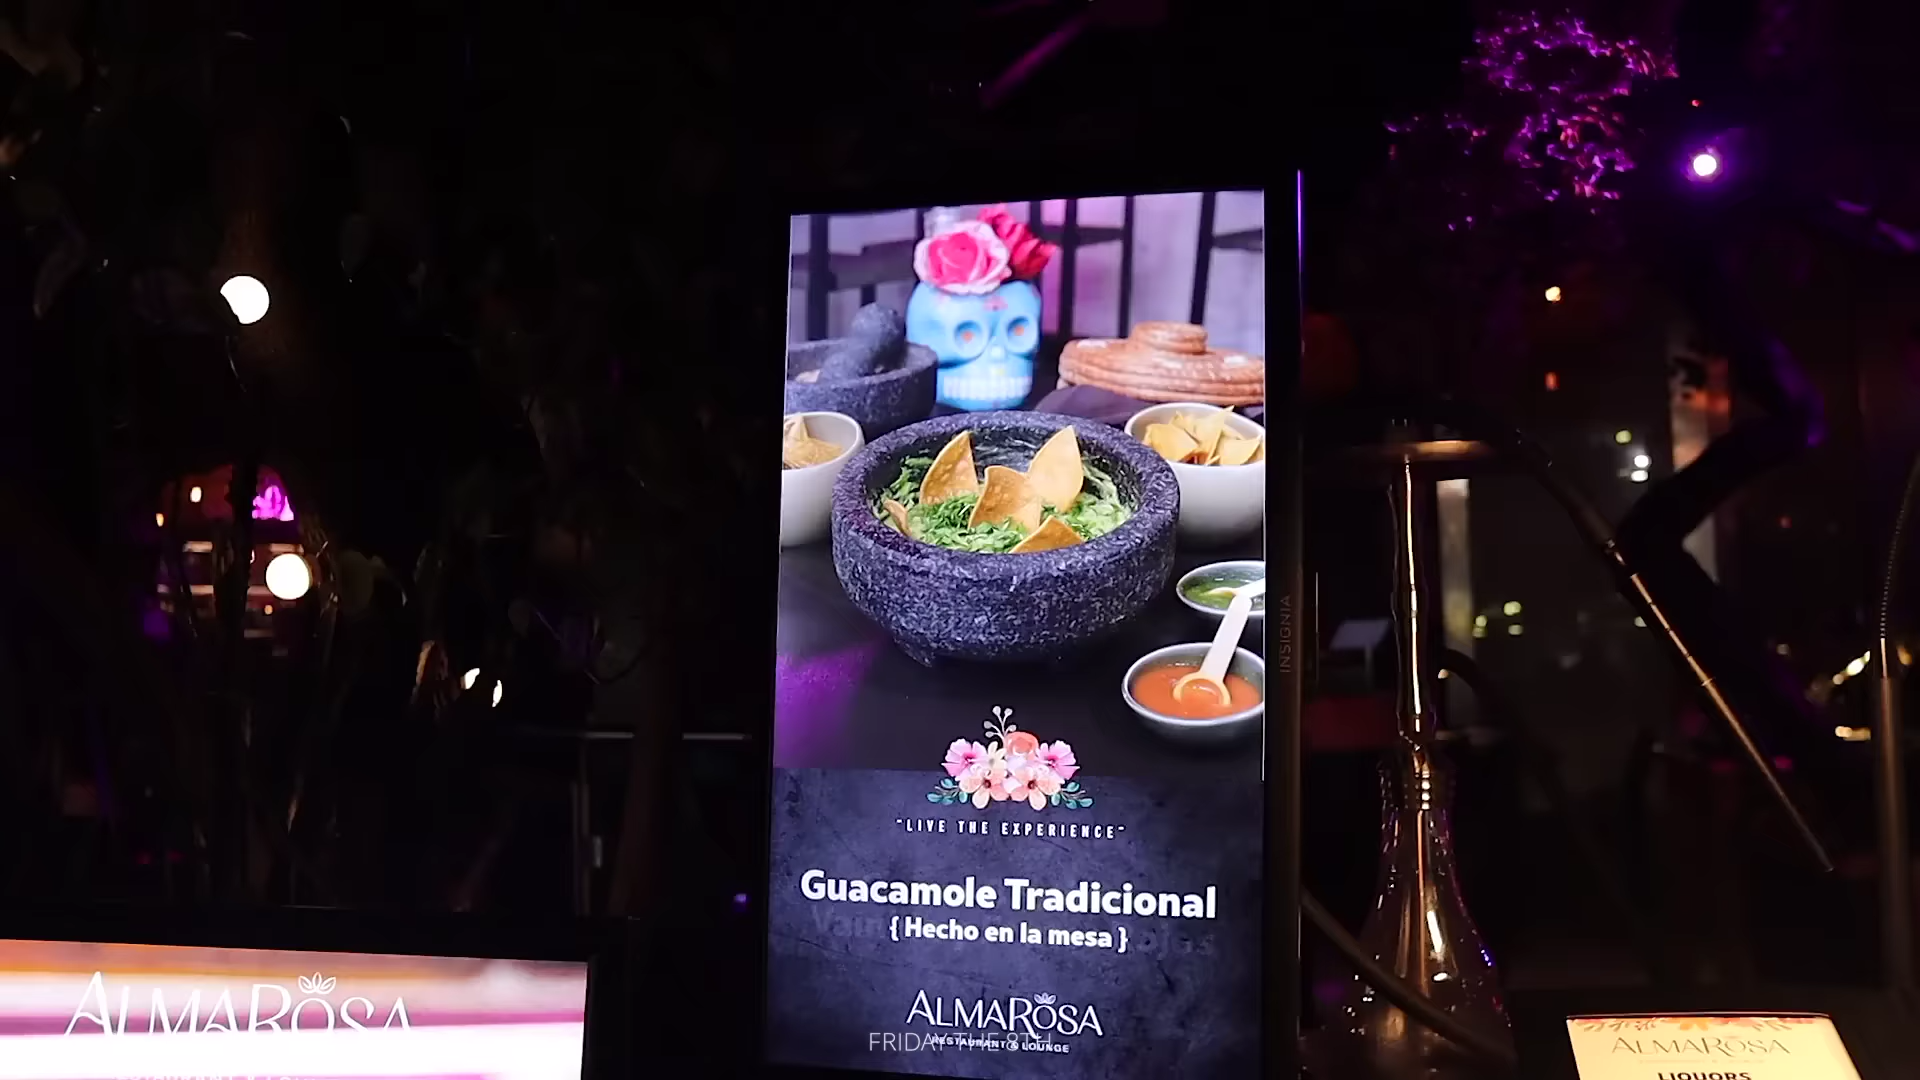 INSIGNIA
"LIVE THE EXPERIENCE"
Guacamole Tradicional
{ Hecho en la mesa }
ALMAROSA
RESTAURANT & LOUNGE
FRIDAY THE 8TH
ALMAROSA
ALMAROSA
LIQUORS